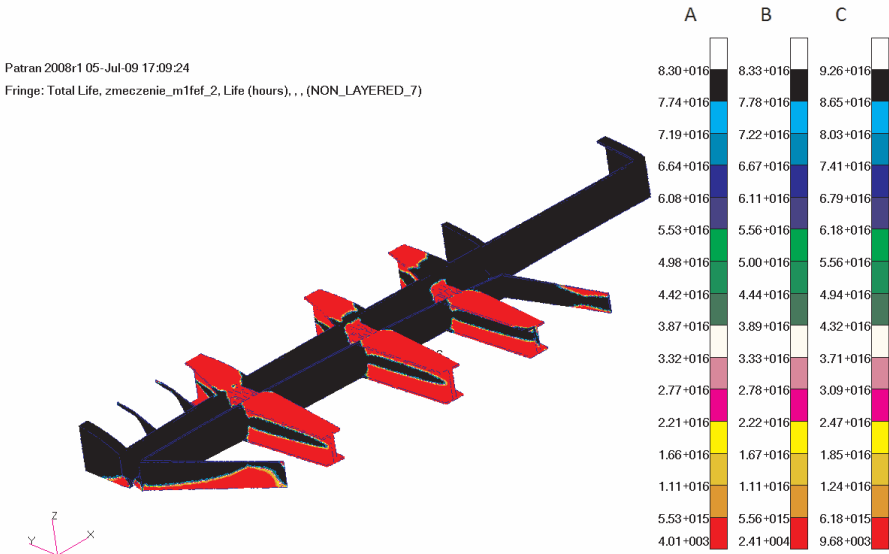 A B C
Patran 2008r1 05-Jul-09 17:09:24
Fringe: Total Life, zmeczenie_m1fef_2, Life (hours), , , (NON_LAYERED_7)
8.30+016 8.33+016 9.26+016
7.74+016 7.78+016 8.65+016
7.19+016 7.22+016 8.03+016
6.64+016 6.67+016 7.41+016
6.08+016 6.11+016 6.79+016
5.53+016 5.56+016 6.18+016
4.98+016 5.00+016 5.56+016
4.42+016 4.44+016 4.94+016
3.87+016 3.89+016 4.32+016
3.32+016 3.33+016 3.71+016
2.77+016 2.78+016 3.09+016
2.21+016 2.22+016 2.47+016
1.66+016 1.67+016 1.85+016
1.11+016 1.11+016 1.24+016
5.53+015 5.56+015 6.18+015
4.01+003 2.41+004 9.68+003
Z
Y X